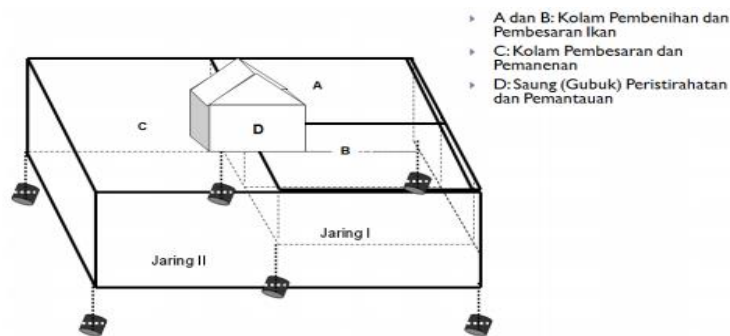 A dan B: Kolam Pembenihan dan
Pembesaran Ikan
C: Kolam Pembesaran dan
Pemanenan
D: Saung (Gubuk) Peristirahatan
dan Pemantauan
A
C
D
B
Jaring I
Jaring II